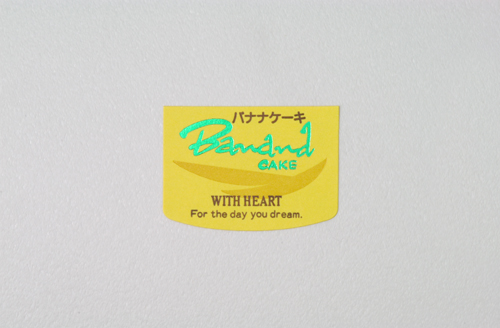 バナナケーキ
Banana
CAKE
WITH HEART
For the day you dream.